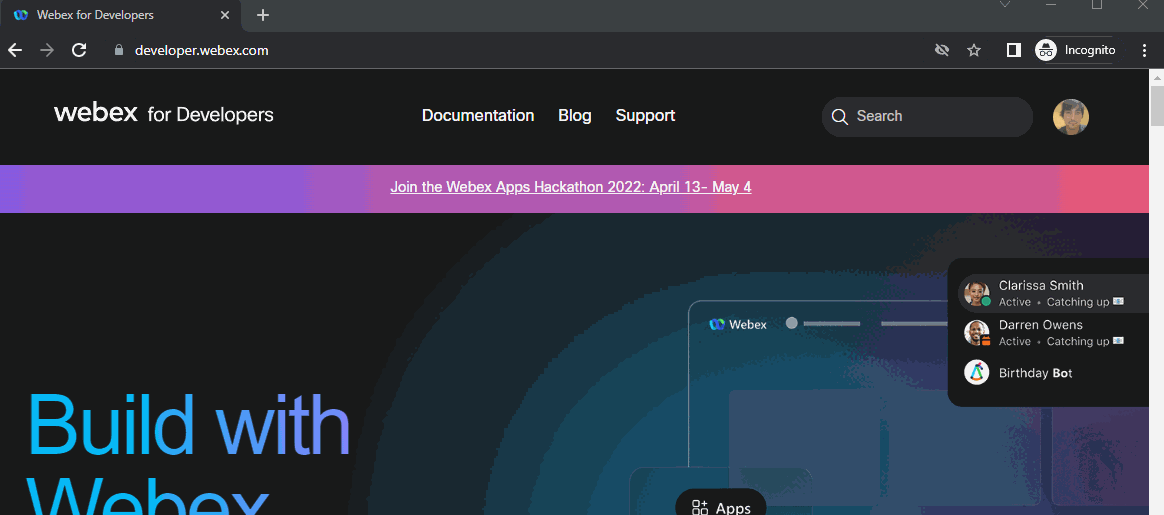 Webex for Developers
developer.webex.com
Incognito
webex for Developers
Documentation Blog Support
Search
Join the Webex Apps Hackathon 2022: April 13– May 4
Clarissa Smith
Active • Catching up
Webex
Darren Owens
Active • Catching up
Birthday Bot
Build with
Webex
Apps